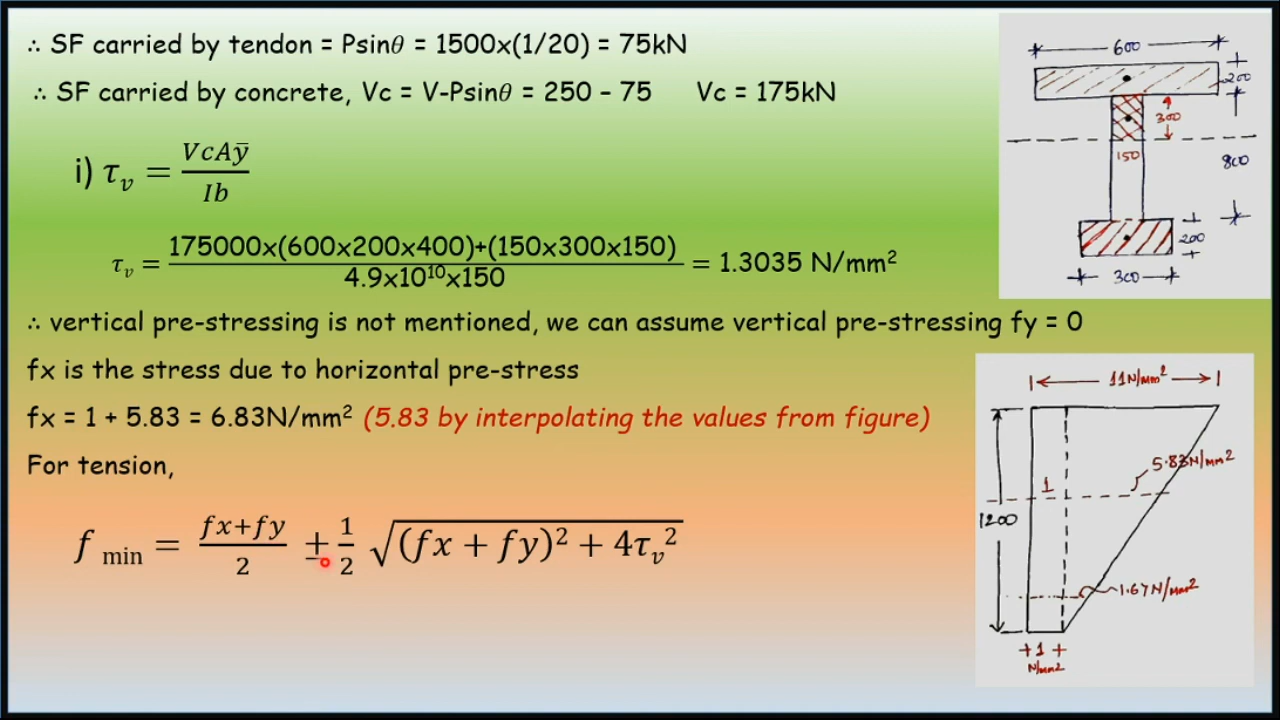 ∴ SF carried by tendon = Psinθ = 1500x(1/20) = 75kN
∴ SF carried by concrete, Vc = V-Psinθ = 250 – 75 Vc = 175kN
i) τᵥ = VcAȳ / Ib
τᵥ = 175000x(600x200x400)+(150x300x150) / 4.9x10¹⁰x150 = 1.3035 N/mm²
∴ vertical pre-stressing is not mentioned, we can assume vertical pre-stressing fy = 0
fx is the stress due to horizontal pre-stress
fx = 1 + 5.83 = 6.83N/mm² (5.83 by interpolating the values from figure)
For tension,
f min = fx+fy / 2 ± 1/2 √(fx + fy)² + 4τᵥ²
600
200
300
150
800
200
300
11N/mm²
5.83N/mm²
1
1200
1.67N/mm²
1
N/mm²